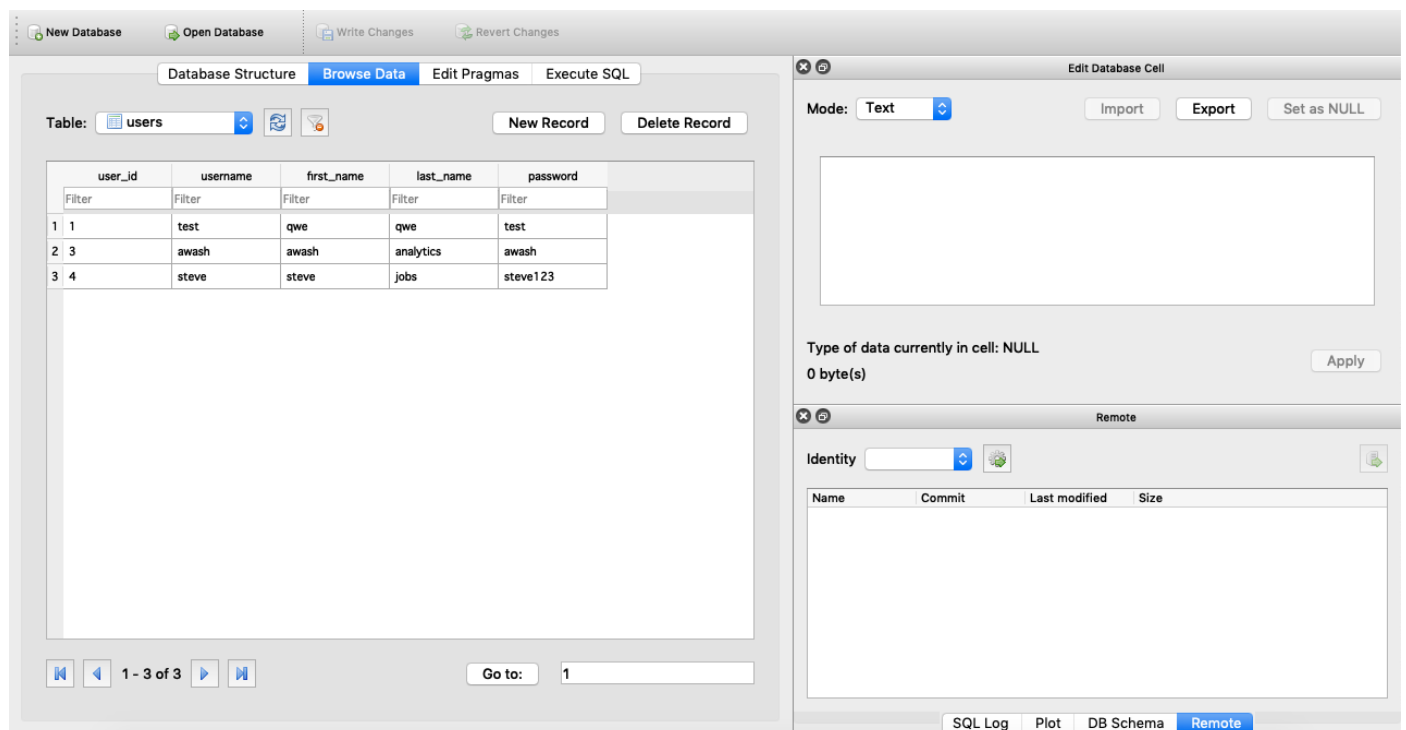 New Database Open Database Write Changes Revert Changes
Database Structure Browse Data Edit Pragmas Execute SQL
Table: users New Record Delete Record
user_id username first_name last_name password
Filter Filter Filter Filter Filter
1 1 test qwe qwe test
2 3 awash awash analytics awash
3 4 steve steve jobs steve123
1 - 3 of 3 Go to: 1
Edit Database Cell
Mode: Text Import Export Set as NULL
Type of data currently in cell: NULL
0 byte(s)
Apply
Remote
Identity
Name Commit Last modified Size
SQL Log Plot DB Schema Remote